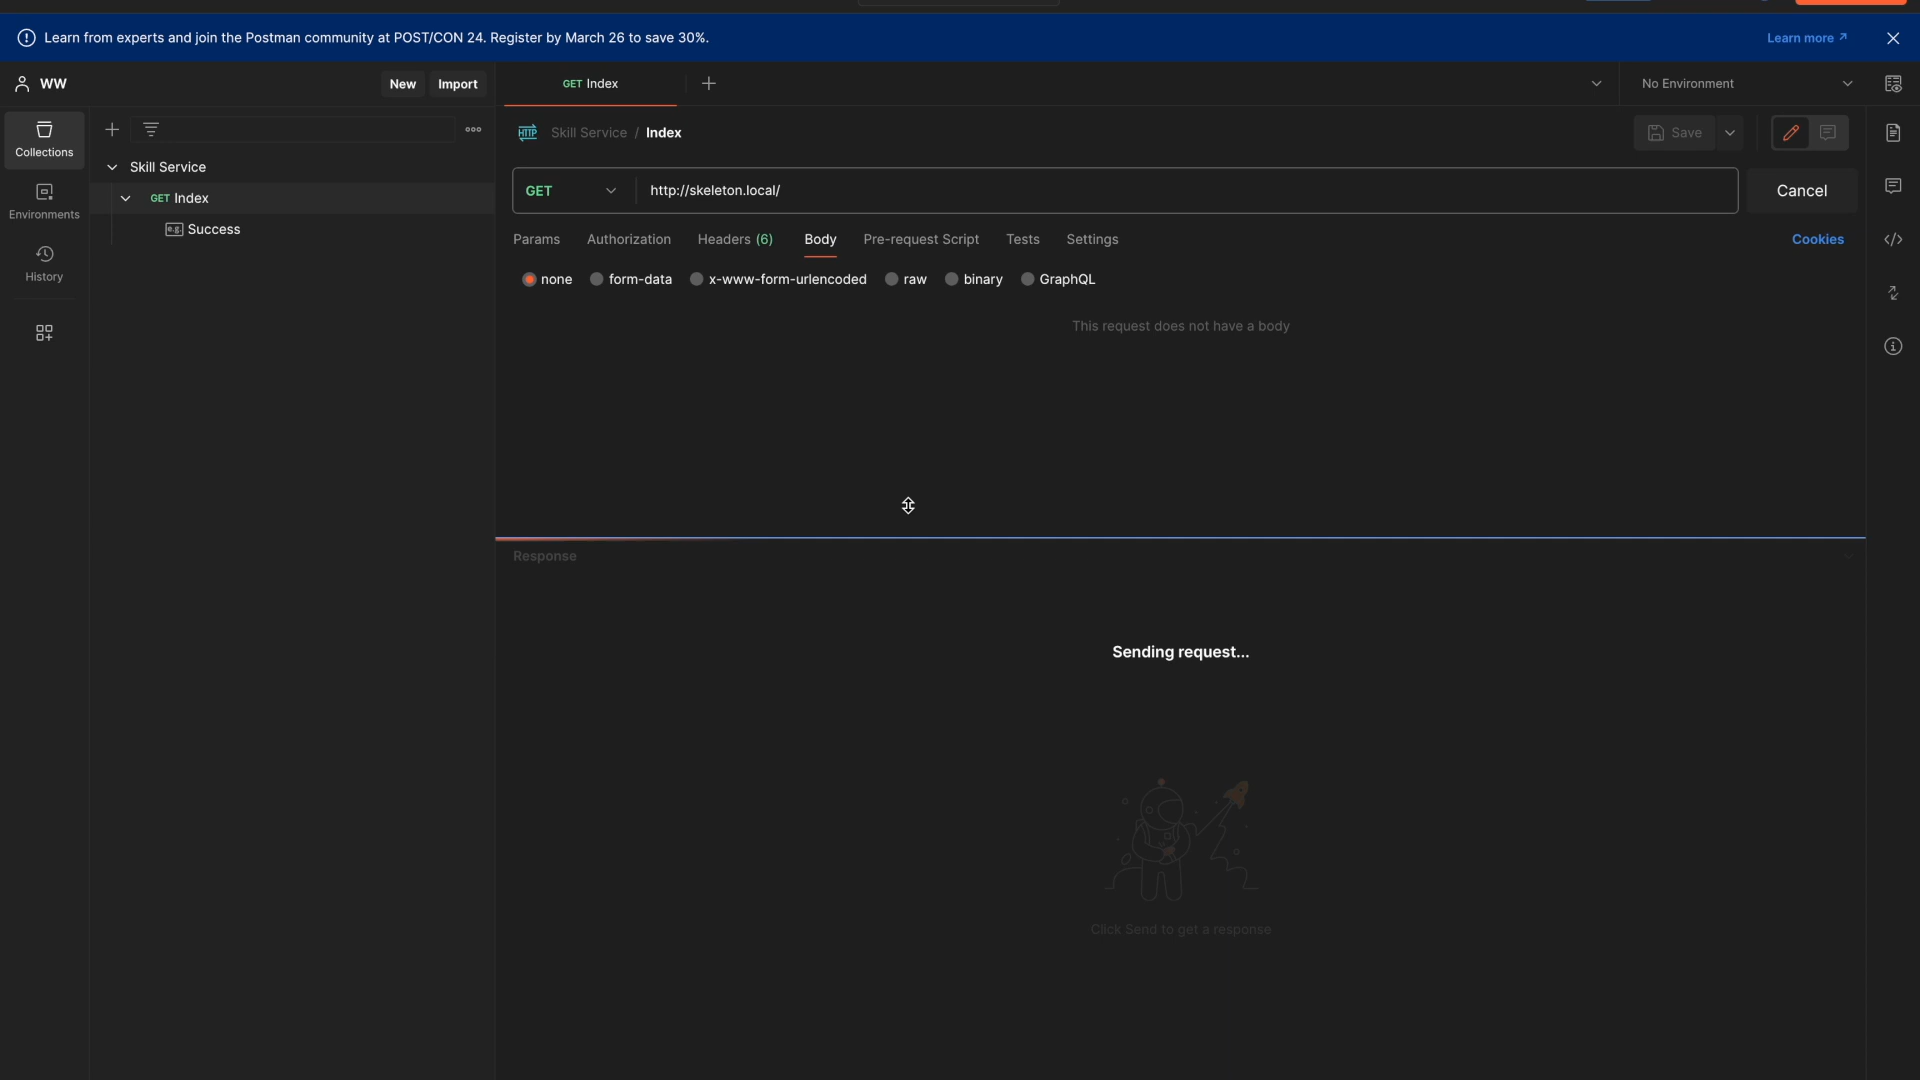 Learn from experts and join the Postman community at POST/CON 24. Register by March 26 to save 30%.
Learn more
WW
New
Import
GET Index
No Environment
Collections
Environments
History
Skill Service
GET Index
e.g. Success
HTTP Skill Service / Index
Save
GET
http://skeleton.local/
Cancel
Params
Authorization
Headers (6)
Body
Pre-request Script
Tests
Settings
Cookies
none
form-data
x-www-form-urlencoded
raw
binary
GraphQL
This request does not have a body
Response
Sending request...
Click Send to get a response